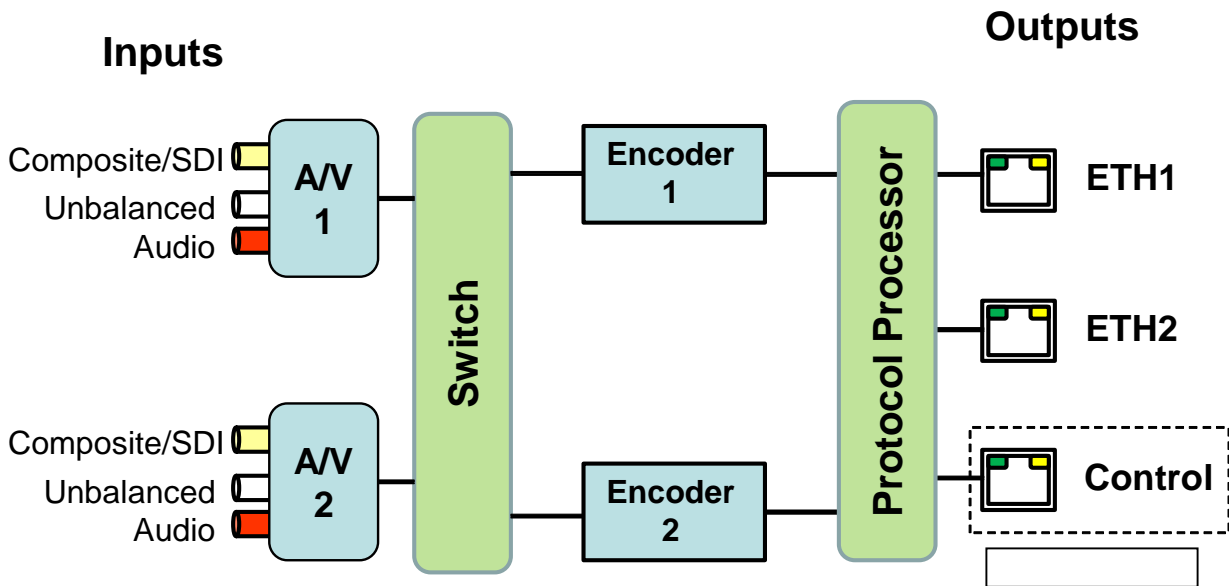 Inputs
Outputs
Composite/SDI
Unbalanced
Audio
A/V
1
Switch
Encoder
1
Protocol Processor
ETH1
ETH2
Composite/SDI
Unbalanced
Audio
A/V
2
Encoder
2
Control